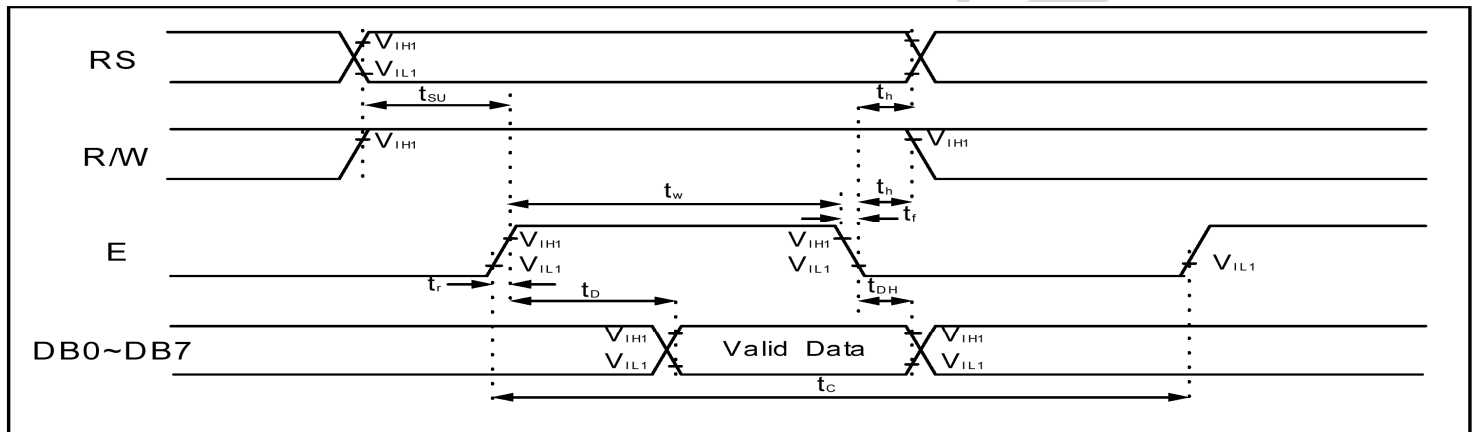 RS
VIH1
VIL1
tSU
th
R/W
VIH1
VIH1
tw
th
tf
E
VIH1
VIH1
VIL1
VIL1
VIL1
tr
tD
tDH
DB0~DB7
VIH1
Valid Data
VIH1
VIL1
VIL1
tC